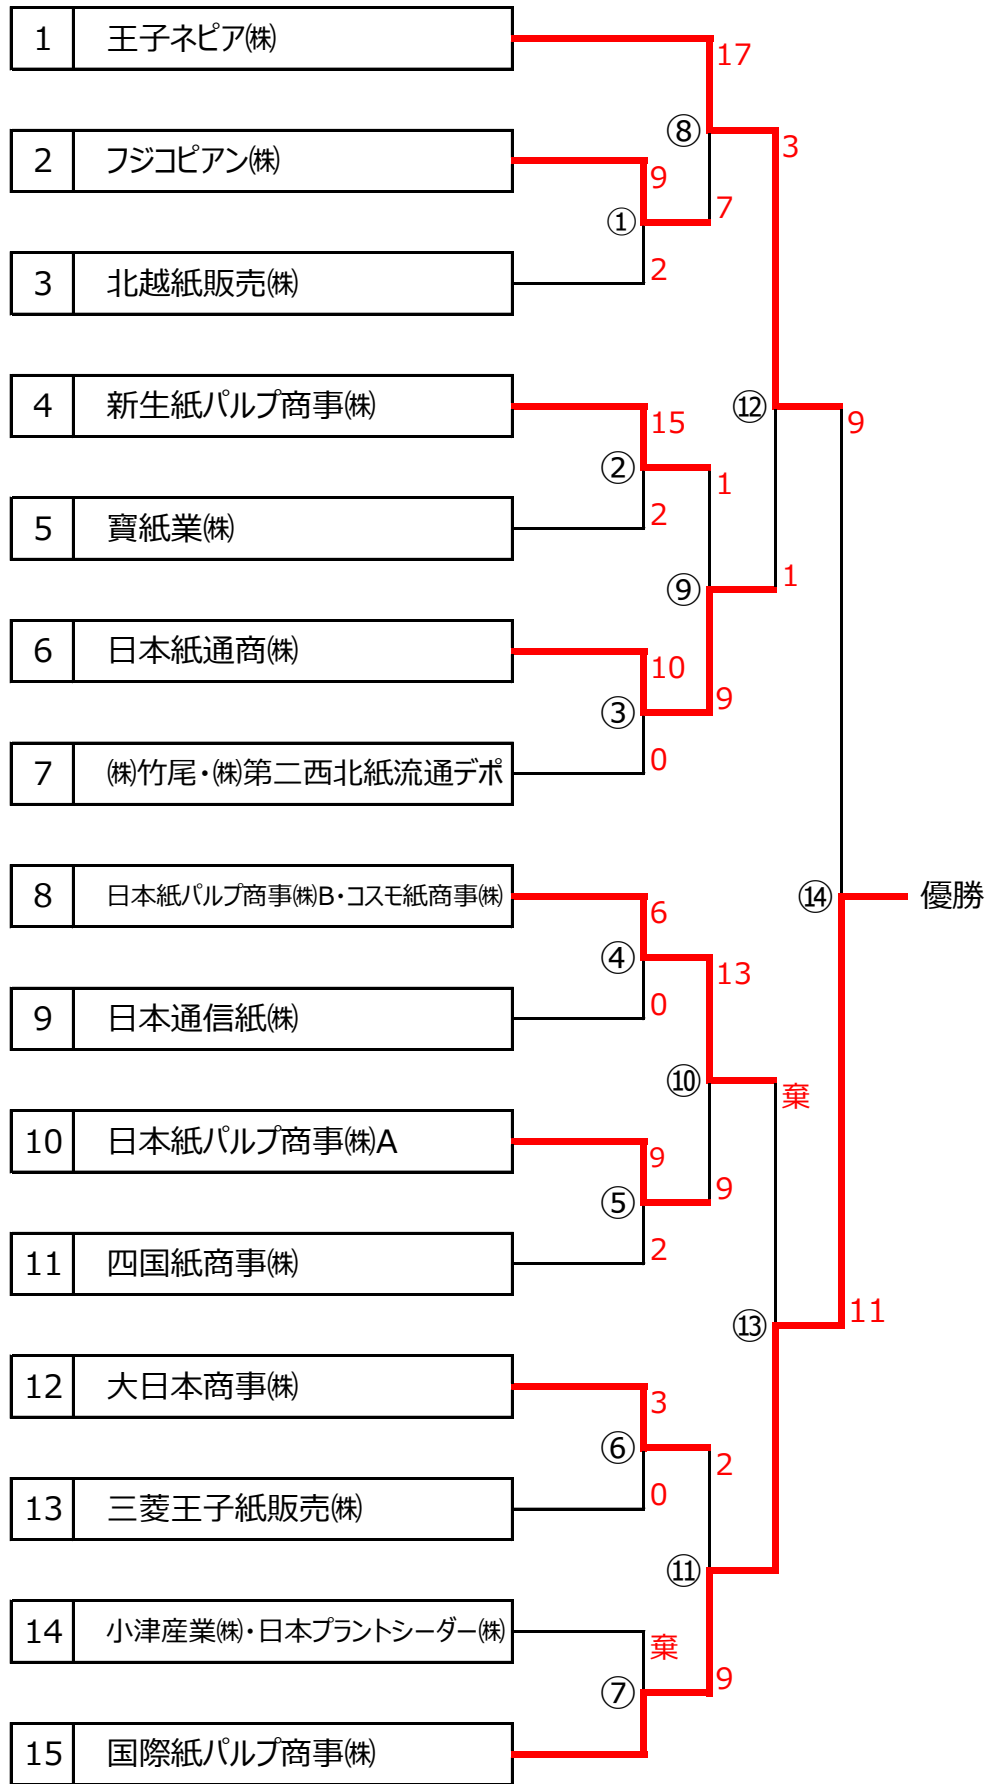 1 王子ネピア㈱
17
⑧ 3
2 フジコピアン㈱
9
① 7
2
3 北越紙販売㈱
4 新生紙パルプ商事㈱
⑫ 9
15
② 1
2
5 寶紙業㈱
⑨ 1
6 日本紙通商㈱
10
③ 9
0
7 ㈱竹尾・㈱第二西北紙流通デポ
8 日本紙パルプ商事㈱B・コスモ紙商事㈱
⑭ 優勝
6
④ 13
0
9 日本通信紙㈱
⑩ 棄
10 日本紙パルプ商事㈱A
9
⑤ 9
2
11 四国紙商事㈱
⑬ 11
12 大日本商事㈱
3
⑥ 2
0
13 三菱王子紙販売㈱
⑪
14 小津産業㈱・日本プラントシーダー㈱
棄
⑦ 9
15 国際紙パルプ商事㈱